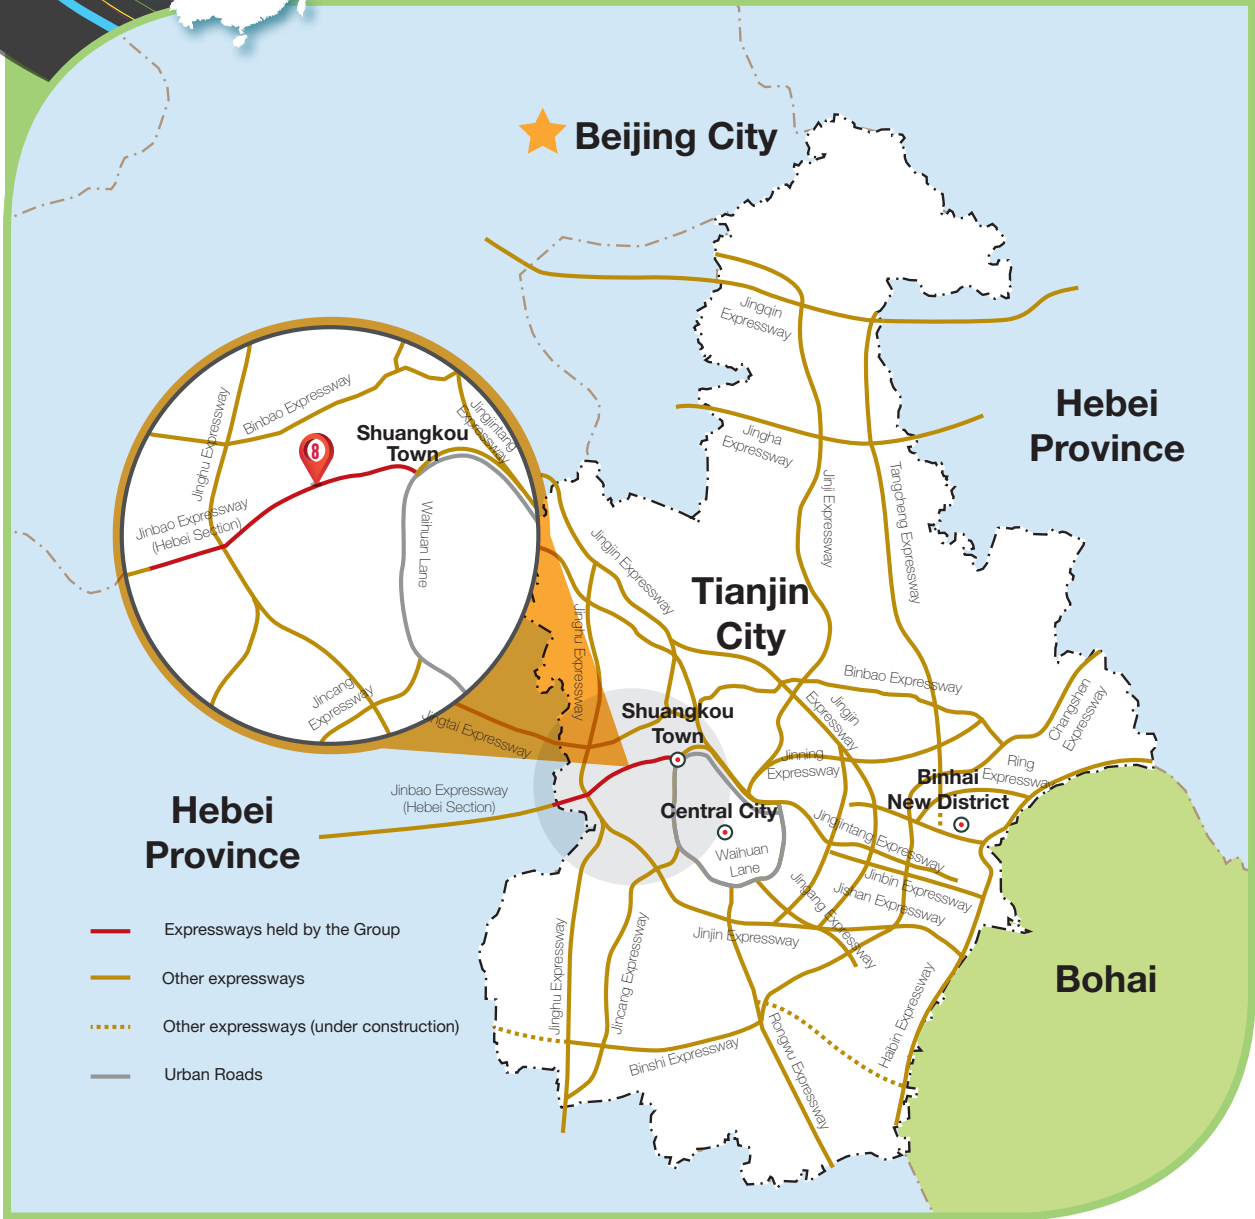 Beijing City
Jingqin
Expressway
Hebei
Province
Jinghu Expressway
Binbao Expressway
Jingjintang
Expressway
Shuangkou
Town
8
Jinbao Expressway
(Hebei Section)
Waihuan Lane
Jincang
Expressway
Jingha
Expressway
Jinji Expressway
Tangcheng Expressway
Jingjin Expressway
Tianjin
City
Jinghu Expressway
Binbao Expressway
Changshen
Expressway
Jingjin
Expressway
Shuangkou
Town
Jingtai Expressway
Jinning
Expressway
Ring
Expressway
Binhai
New District
Jinbao Expressway
(Hebei Section)
Central City
Waihuan
Lane
Jingjintang Expressway
Jinbin Expressway
Jishan Expressway
Jingang Expressway
Hebei
Province
Jinjin Expressway
Jinghu Expressway
Jincang Expressway
Binshi Expressway
Rongwu Expressway
Haibin Expressway
Bohai
Expressways held by the Group
Other expressways
Other expressways (under construction)
Urban Roads